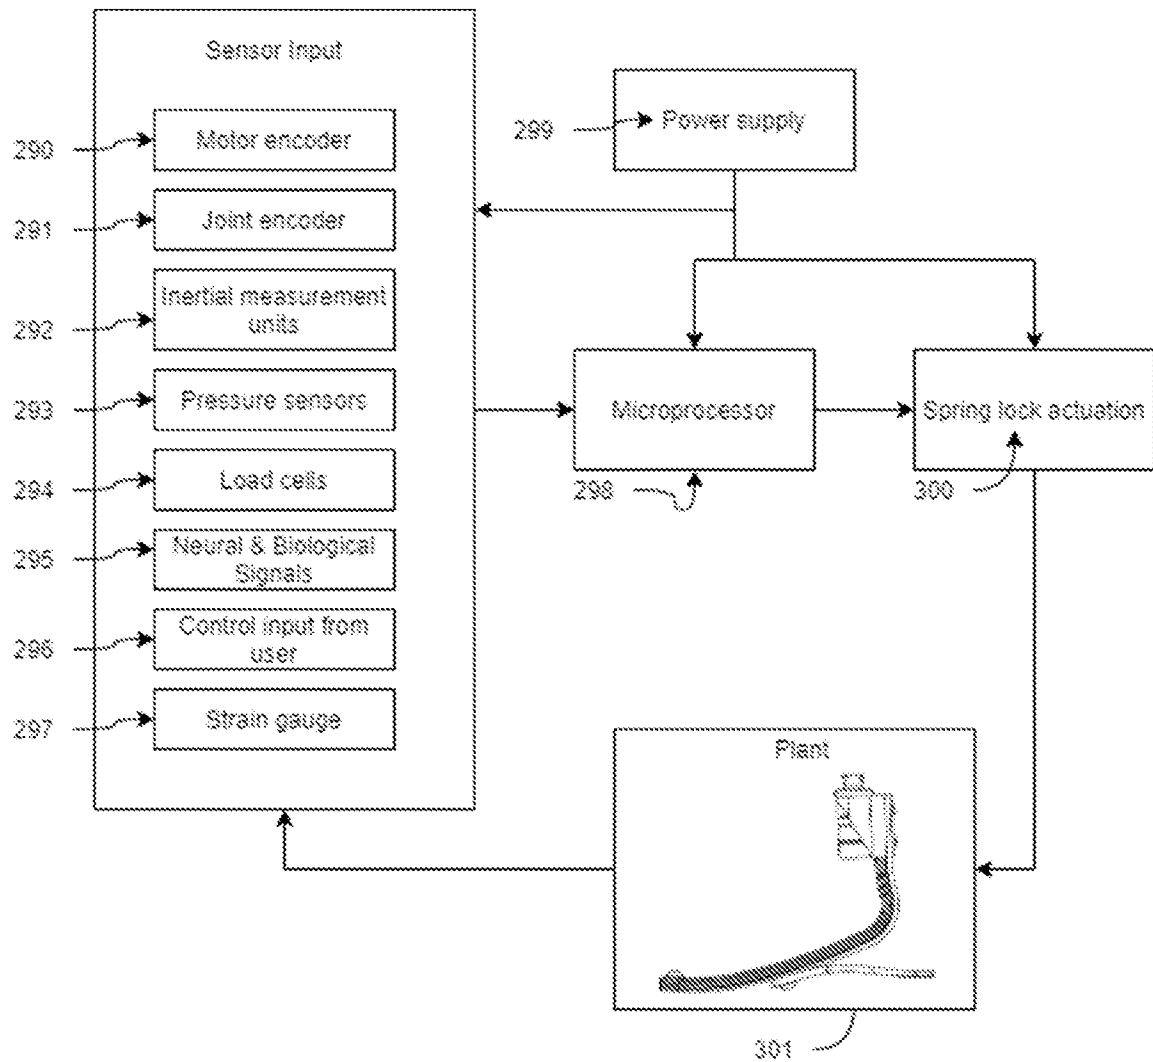 Sensor Input
290
Motor encoder
291
Joint encoder
292
Inertial measurement
units
293
Pressure sensors
294
Load cells
295
Neural & Biological
Signals
296
Control input from
user
297
Strain gauge
299
Power supply
Microprocessor
298
Spring lock actuation
300
Plant
301